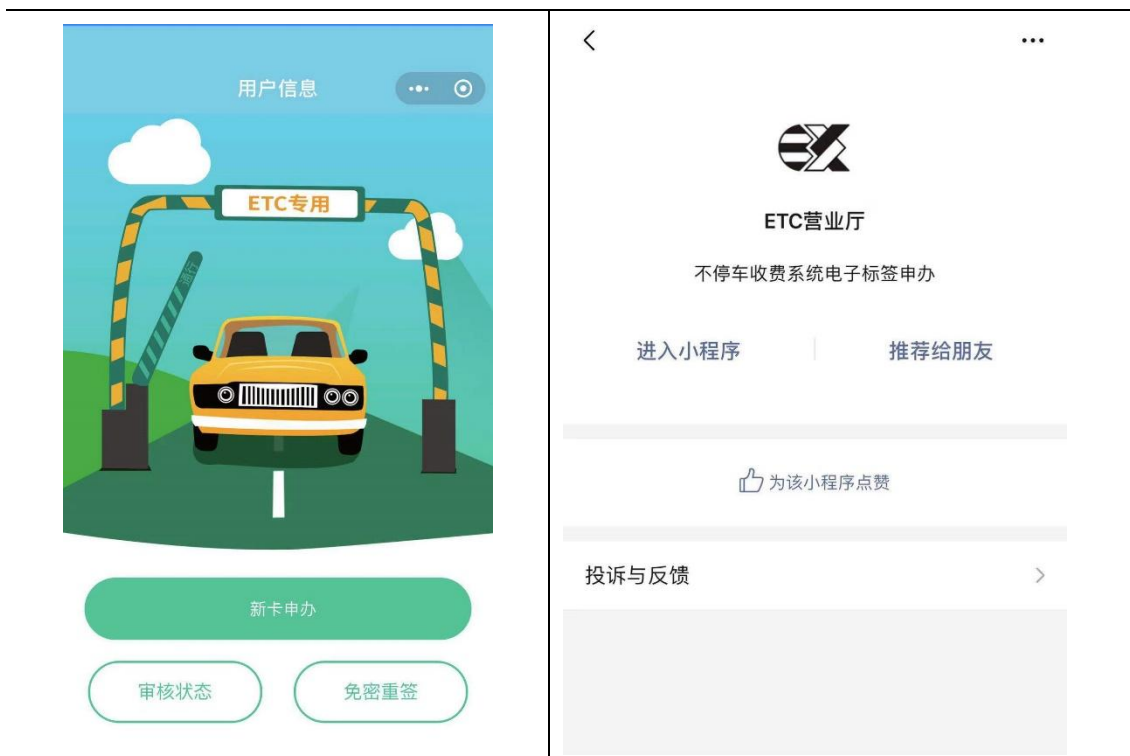 用户信息
ETC专用
通行
新卡申办
审核状态
免密重签
ETC营业厅
不停车收费系统电子标签申办
进入小程序
推荐给朋友
为该小程序点赞
投诉与反馈